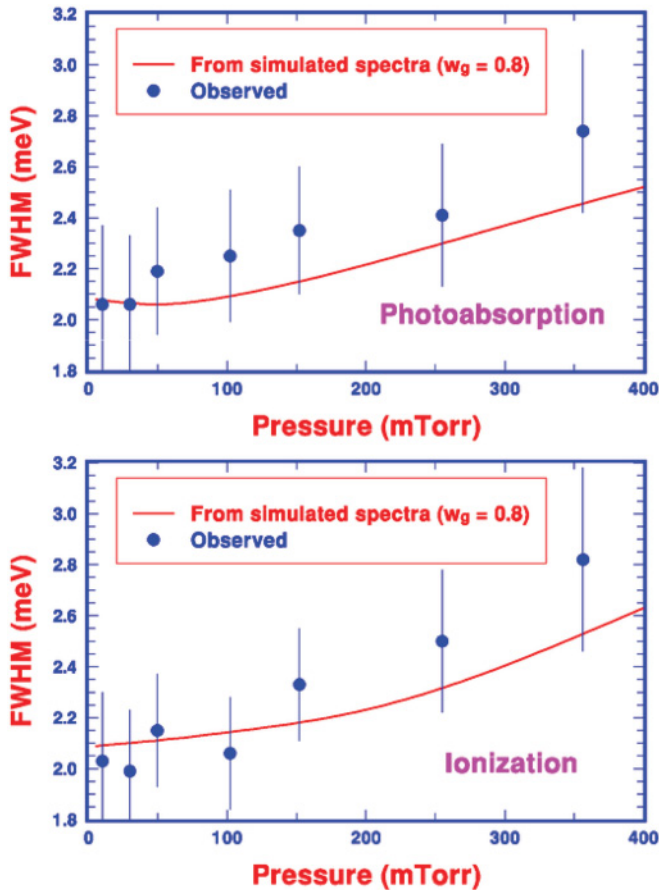 3.2
3.0
2.8
2.6
2.4
2.2
2.0
1.8
FWHM (meV)
From simulated spectra (wg = 0.8)
Observed
Photoabsorption
0 100 200 300 400
Pressure (mTorr)
3.2
3.0
2.8
2.6
2.4
2.2
2.0
1.8
FWHM (meV)
From simulated spectra (wg = 0.8)
Observed
Ionization
0 100 200 300 400
Pressure (mTorr)